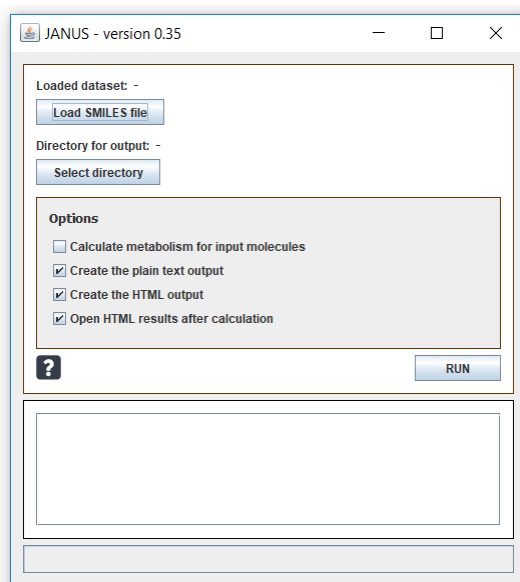 JANUS - version 0.35
Loaded dataset: -
Load SMILES file
Directory for output: -
Select directory
Options
Calculate metabolism for input molecules
Create the plain text output
Create the HTML output
Open HTML results after calculation
?
RUN